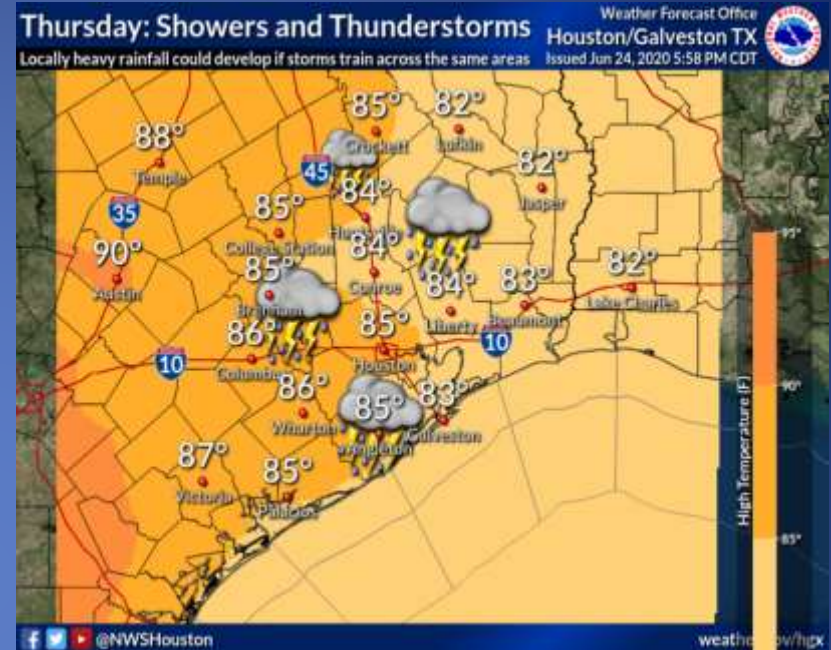 Thursday: Showers and Thunderstorms
Locally heavy rainfall could develop if storms train across the same areas
Weather Forecast Office
Houston/Galveston TX
Issued Jun 24, 2020 5:58 PM CDT
85°
Crockett
82°
Lufkin
88°
Temple
45
82°
Jasper
84°
35
85°
College Station
84°
Conroe
90°
Austin
85°
Brenham
84°
Liberty
83°
Beaumont
82°
Lake Charles
95°
86°
85°
Houston
10
10
90°
86°
Wharton
85°
Angleton
83°
Galveston
87°
Victoria
85°
Palacios
High Temperature (F)
85°
@NWSHouston